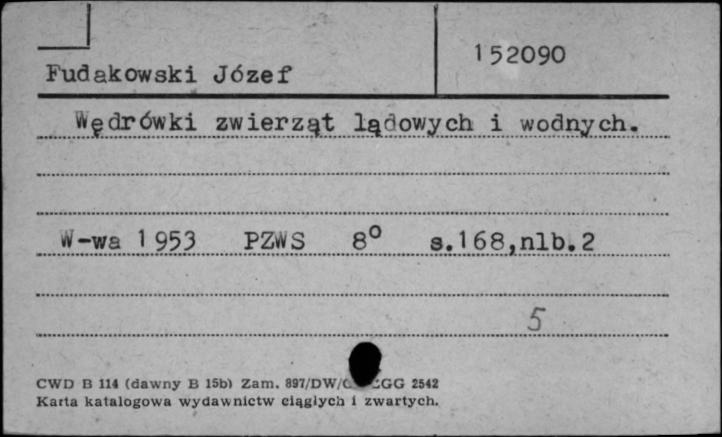 152090
Fudakowski Józef
Wędrówki zwierząt lądowych i wodnych.
W-wa 1953 PZWS 8° s.168,nlb.2
5
CWD B 114 (dawny B 15b) Zam. 897/DW/ GG 2542
Karta katalogowa wydawnictw ciągłych i zwartych.